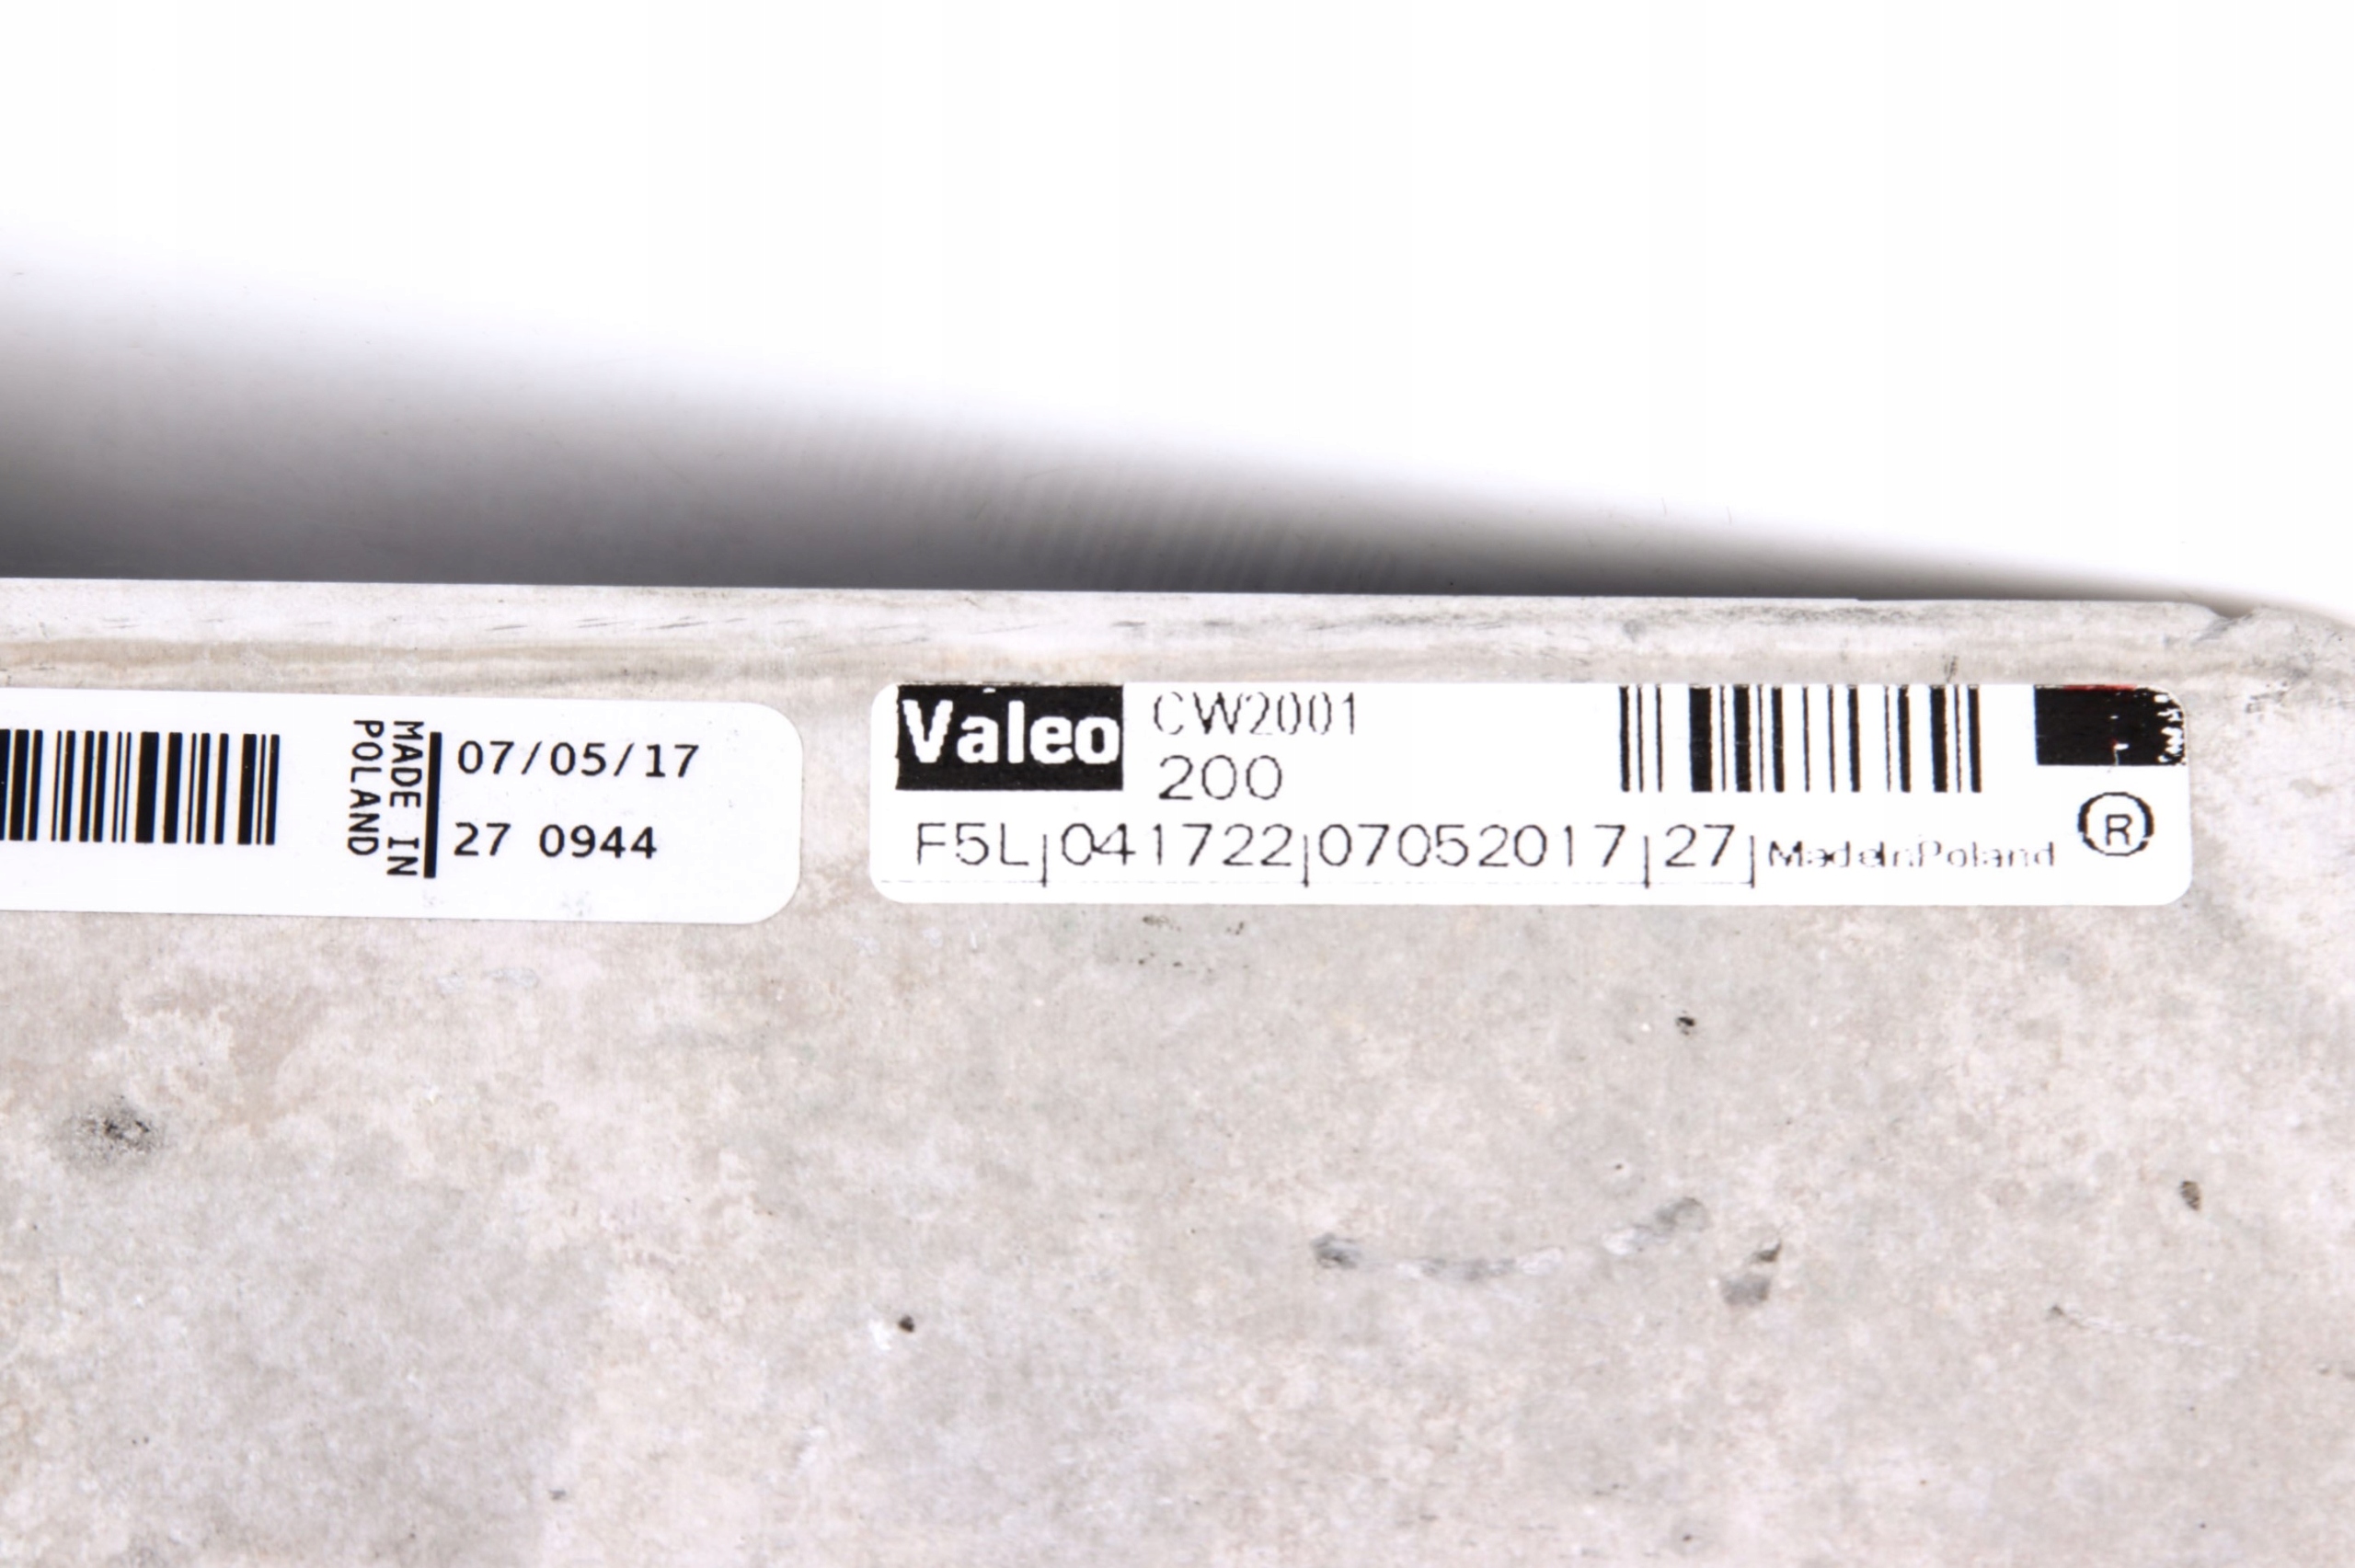 MADE IN
POLAND
07/05/17
27 0944
Valeo
CW2001
200
F5L 041722 07052017 27 MadeInPoland
R